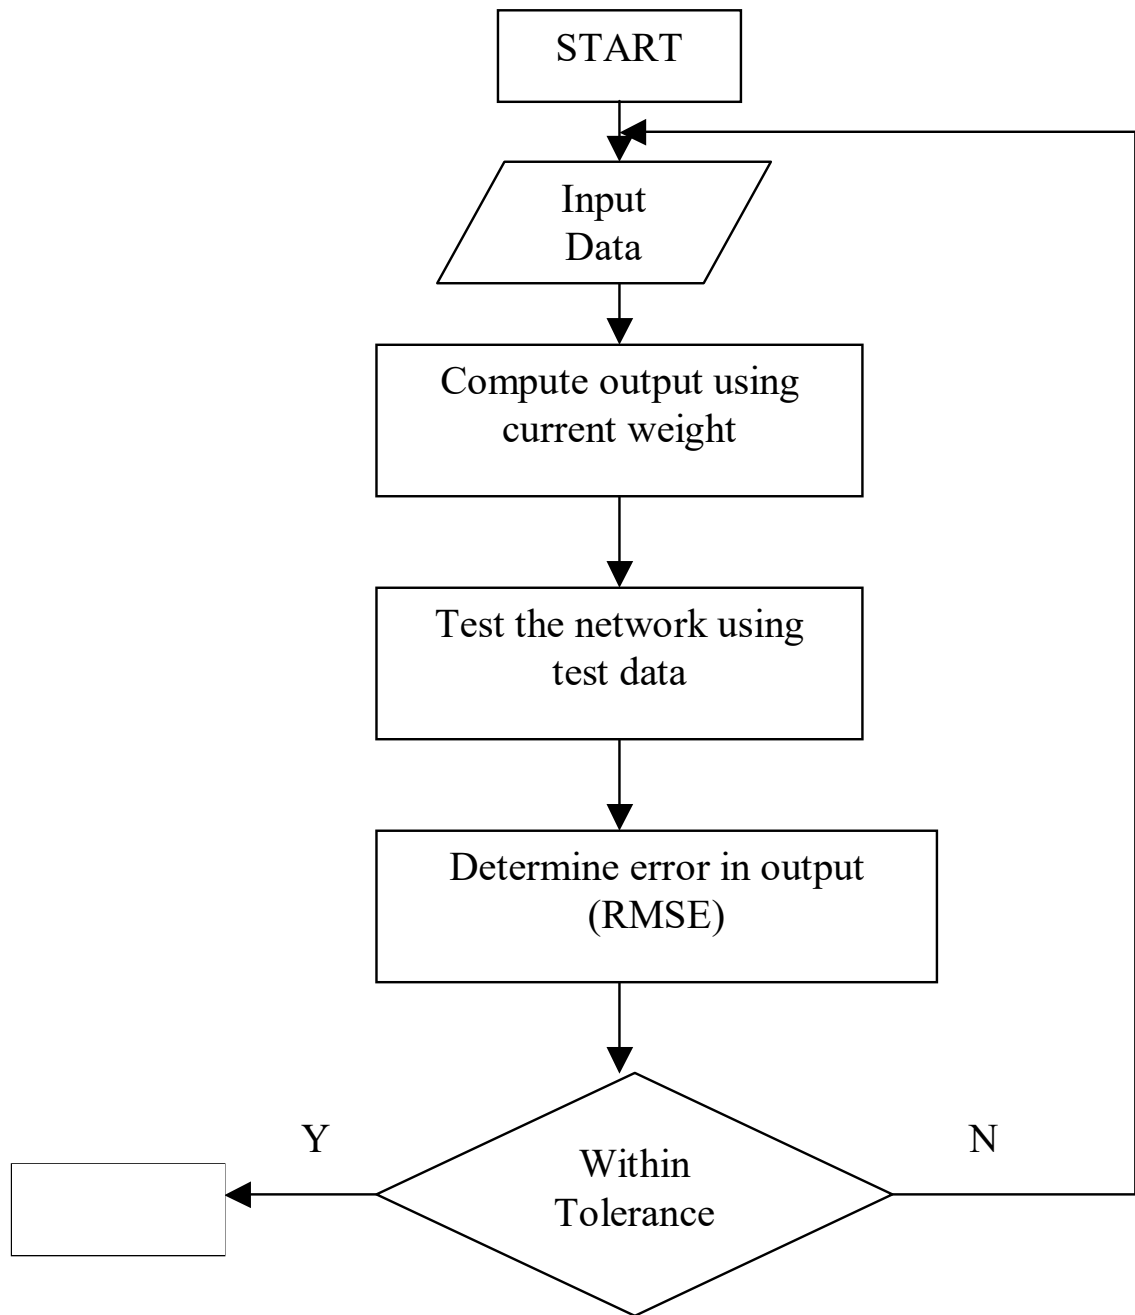 START
Input
Data
Compute output using
current weight
Test the network using
test data
Determine error in output
(RMSE)
Y
N
Within
Tolerance